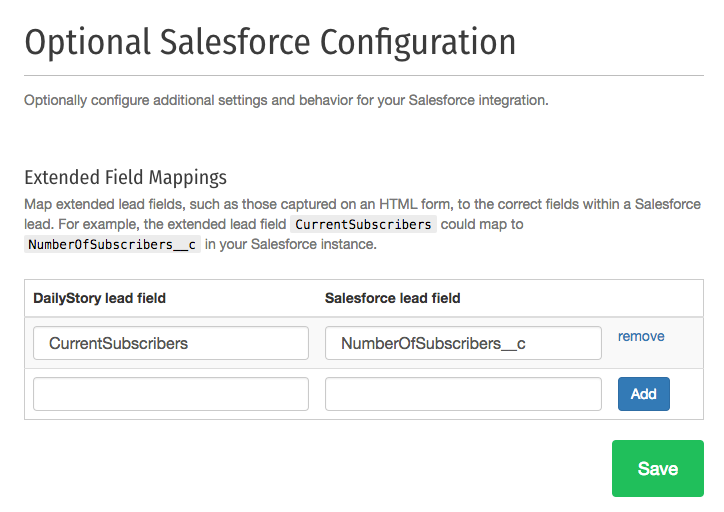 Optional Salesforce Configuration
Optionally configure additional settings and behavior for your Salesforce integration.
Extended Field Mappings
Map extended lead fields, such as those captured on an HTML form, to the correct fields within a Salesforce
lead. For example, the extended lead field CurrentSubscribers could map to
NumberOfSubscribers__c in your Salesforce instance.
DailyStory lead field Salesforce lead field
CurrentSubscribers NumberOfSubscribers__c remove
Add
Save